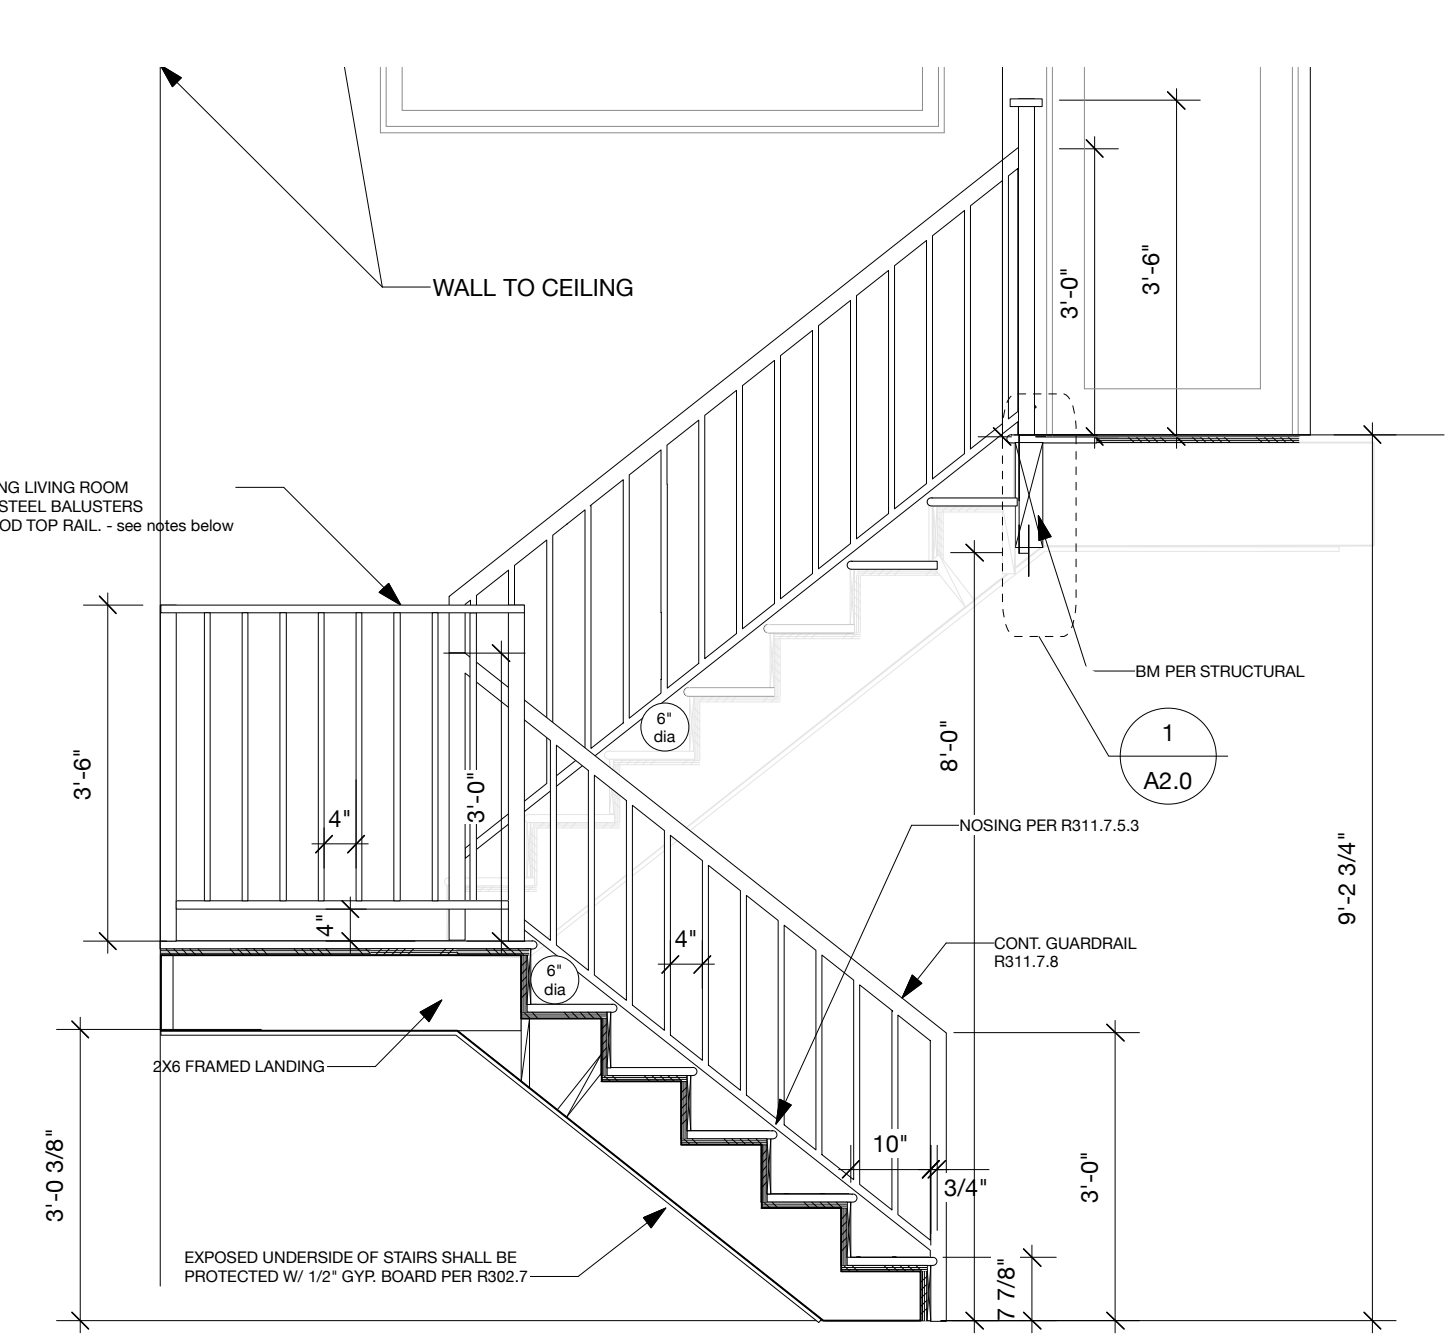 WALL TO CEILING
3'-0"
3'-6"
NG LIVING ROOM
STEEL BALUSTERS
OD TOP RAIL. - see notes below
BM PER STRUCTURAL
6"
dia
1
A2.0
8'-0"
3'-6"
4"
3'-0"
NOSING PER R311.7.5.3
9'-2 3/4"
4"
4"
CONT. GUARDRAIL
R311.7.8
6"
dia
2X6 FRAMED LANDING
10"
3/4"
3'-0"
3'-0 3/8"
EXPOSED UNDERSIDE OF STAIRS SHALL BE
PROTECTED W/ 1/2" GYP. BOARD PER R302.7
7 7/8"